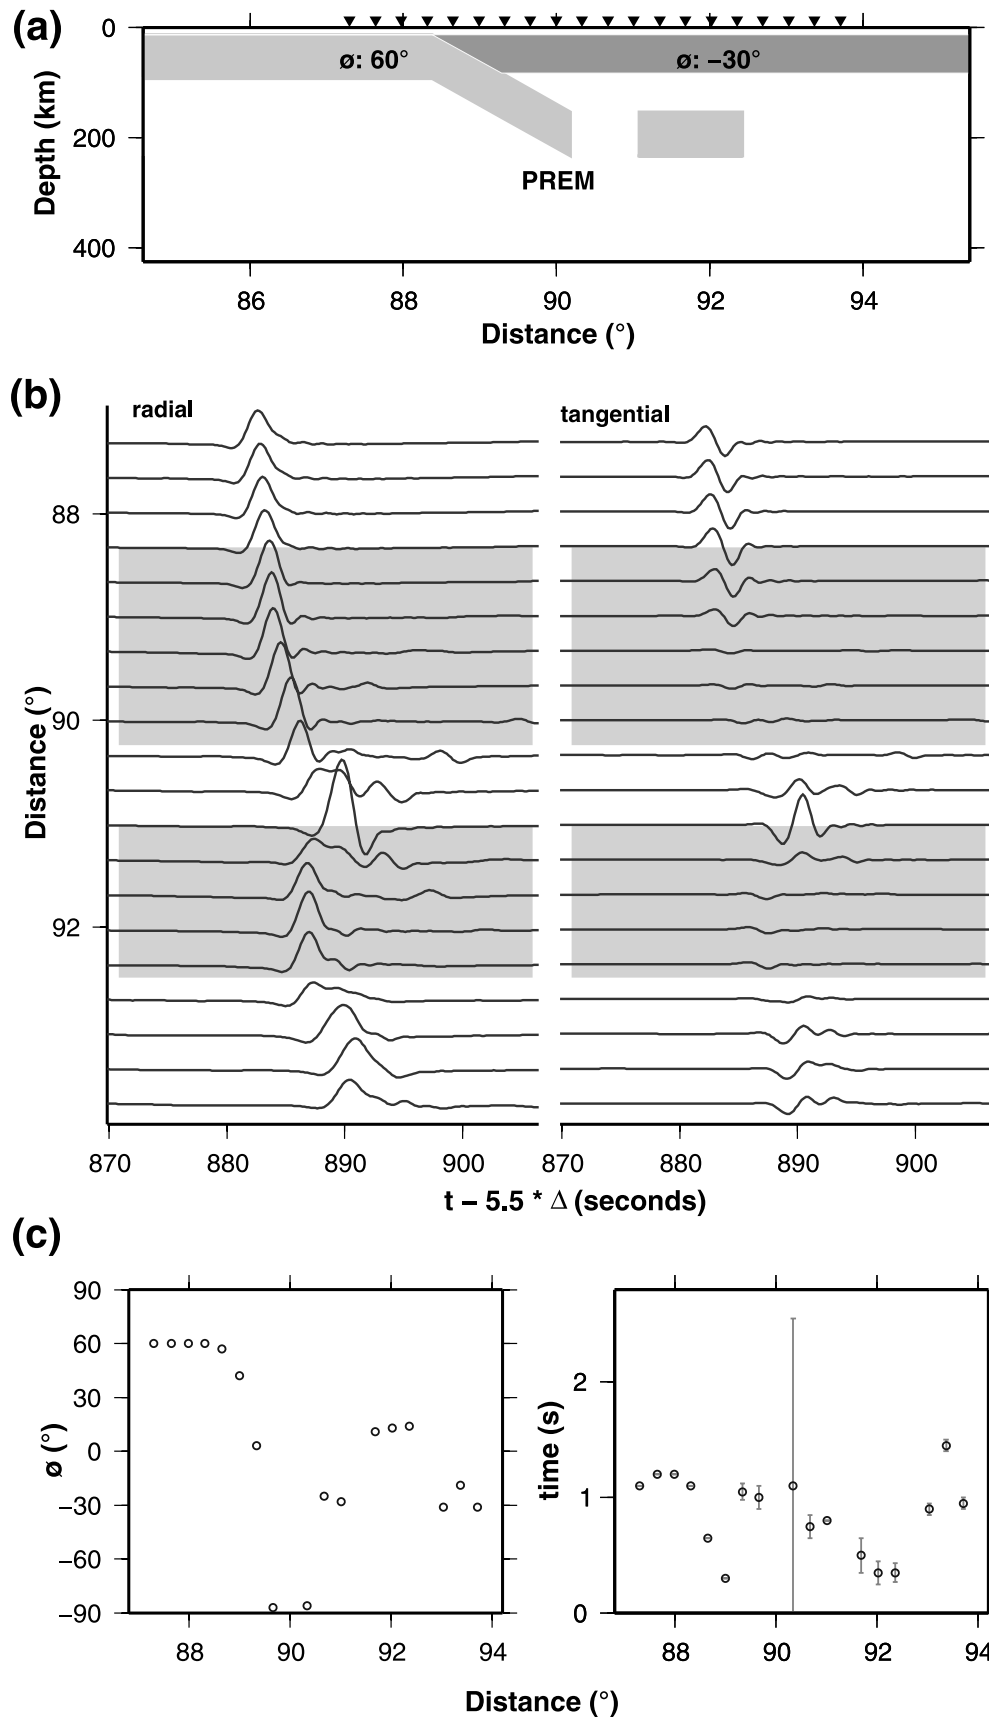 (a)
0
200
400
Depth (km)
ø: 60°
ø: −30°
PREM
86
88
90
92
94
Distance (°)
(b)
radial
tangential
88
90
92
Distance (°)
870
880
890
900
870
880
890
900
t − 5.5 * Δ (seconds)
(c)
90
60
30
0
−30
−60
−90
ø (°)
88
90
92
94
2
1
0
time (s)
88
90
92
94
Distance (°)